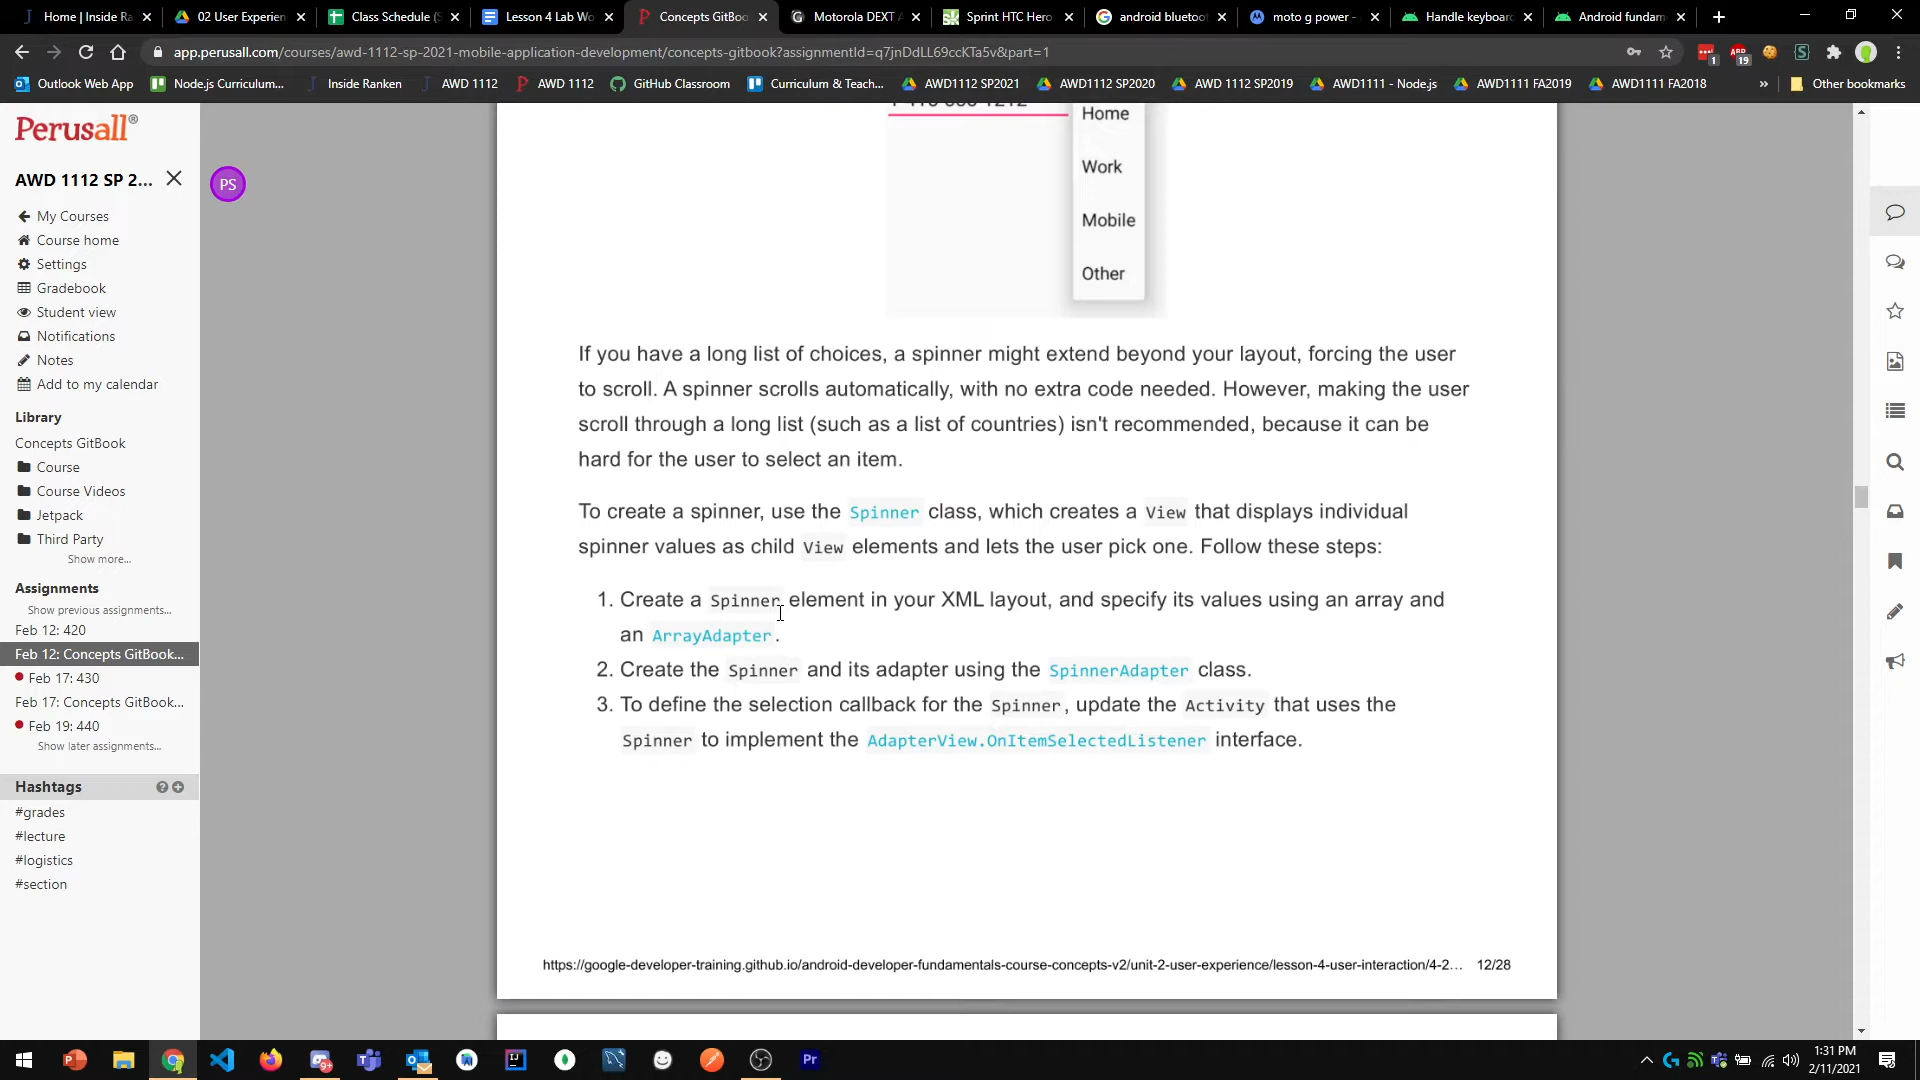 Home | Inside Ra
02 User Experien
Class Schedule (S
Lesson 4 Lab Wo
Concepts GitBoo
Motorola DEXT A
Sprint HTC Hero
android bluetoo
moto g power -
Handle keyboard
Android fundam
app.perusall.com/courses/awd-1112-sp-2021-mobile-application-development/concepts-gitbook?assignmentId=q7jnDdLL69ccKTa5v&part=1
1
19
Outlook Web App
Node.js Curriculum...
Inside Ranken
AWD 1112
AWD 1112
GitHub Classroom
Curriculum & Teach...
AWD1112 SP2021
AWD1112 SP2020
AWD1112 SP2019
AWD1111 - Node.js
AWD1111 FA2019
AWD1111 FA2018
»
Other bookmarks
Perusall®
AWD 1112 SP 2...
My Courses
Course home
Settings
Gradebook
Student view
Notifications
Notes
Add to my calendar
Library
Concepts GitBook
Course
Course Videos
Jetpack
Third Party
Show more...
Assignments
Show previous assignments...
Feb 12: 420
Feb 12: Concepts GitBook...
Feb 17: 430
Feb 17: Concepts GitBook...
Feb 19: 440
Show later assignments...
Hashtags
#grades
#lecture
#logistics
#section
PS
Home
Work
Mobile
Other
If you have a long list of choices, a spinner might extend beyond your layout, forcing the user
to scroll. A spinner scrolls automatically, with no extra code needed. However, making the user
scroll through a long list (such as a list of countries) isn't recommended, because it can be
hard for the user to select an item.
To create a spinner, use the Spinner class, which creates a View that displays individual
spinner values as child View elements and lets the user pick one. Follow these steps:
1. Create a Spinner element in your XML layout, and specify its values using an array and
an ArrayAdapter.
2. Create the Spinner and its adapter using the SpinnerAdapter class.
3. To define the selection callback for the Spinner, update the Activity that uses the
Spinner to implement the AdapterView.OnItemSelectedListener interface.
https://google-developer-training.github.io/android-developer-fundamentals-course-concepts-v2/unit-2-user-experience/lesson-4-user-interaction/4-2... 12/28
1:31 PM
2/11/2021